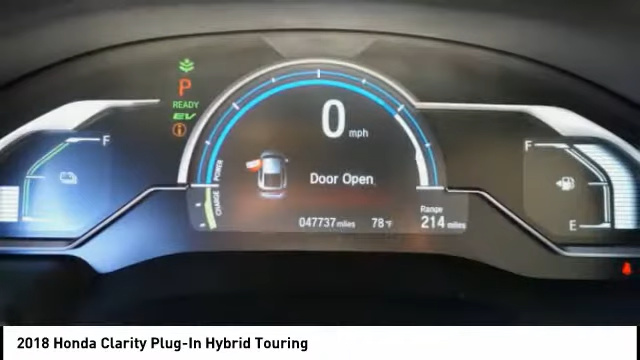 P
READY
EV
F
POWER
CHARGE
0 mph
Door Open
047737 miles 78 °F
Range
214 miles
F
E
2018 Honda Clarity Plug-In Hybrid Touring